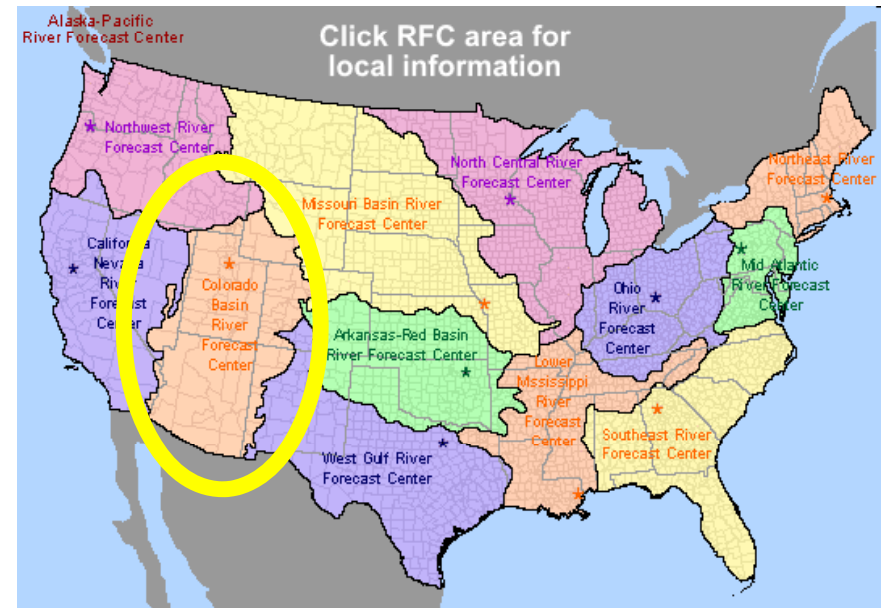 Alaska-Pacific
River Forecast Center
Click RFC area for
local information
Northwest River
Forecast Center
North Central River
Forecast Center
Northeast River
Forecast Center
Missouri Basin River
Forecast Center
California
Nevada
River
Forecast
Center
Colorado
Basin
River
Forecast
Center
Mid Atlantic
River Forecast
Center
Ohio
River
Forecast
Center
Arkansas-Red Basin
River Forecast Center
Lower
Mssissippi
River
Forecast
Center
Southeast River
Forecast Center
West Gulf River
Forecast Center